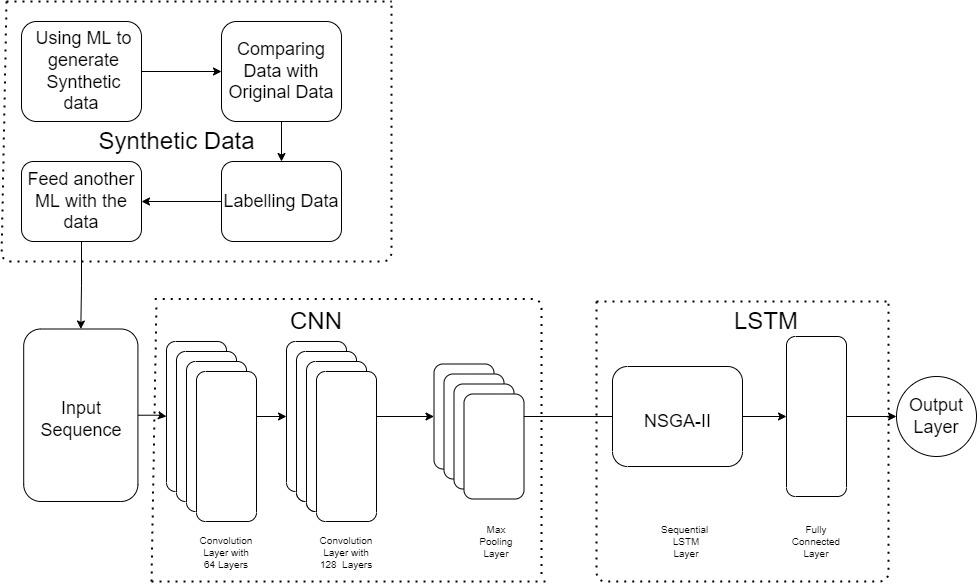 Using ML to
generate
Synthetic
data
Comparing
Data with
Original Data
Synthetic Data
Feed another
ML with the
data
Labelling Data
CNN
LSTM
Input
Sequence
NSGA-II
Output
Layer
Convolution
Layer with
64 Layers
Convolution
Layer with
128 Layers
Max
Pooling
Layer
Sequential
LSTM
Layer
Fully
Connected
Layer